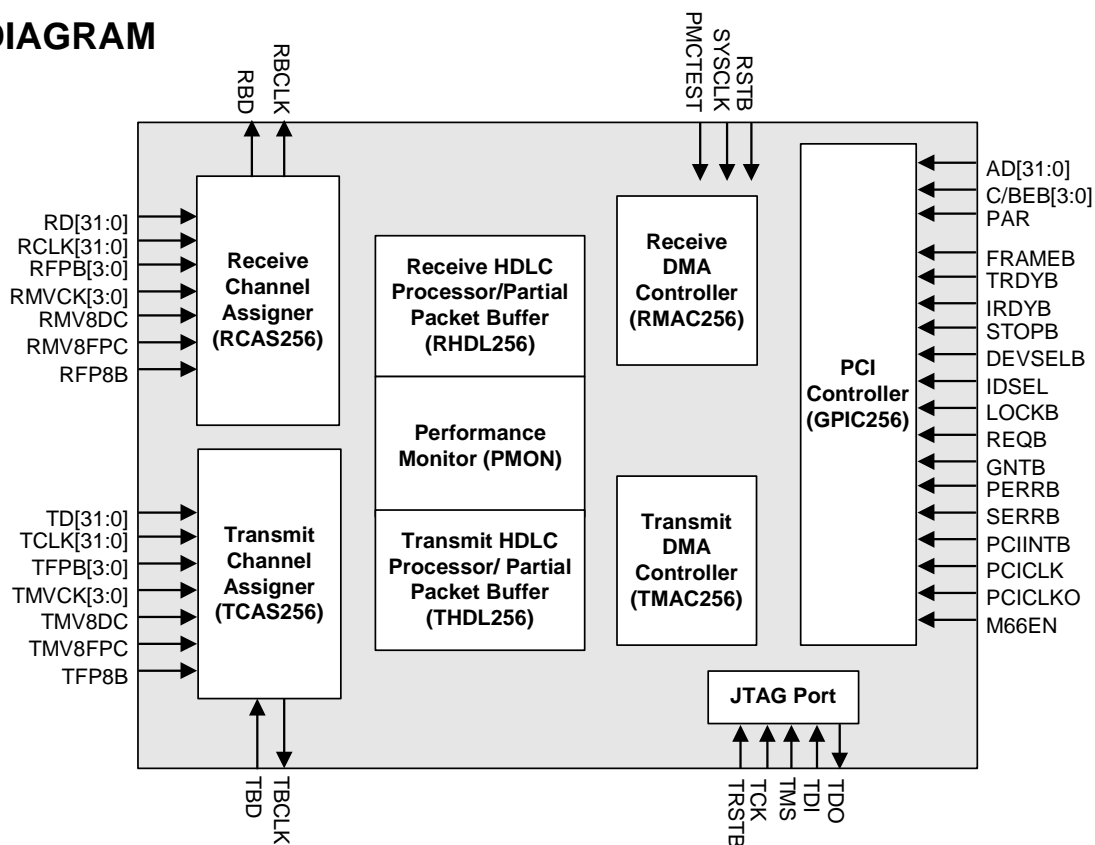 DIAGRAM
RBD
RBCLK
PMCTEST
SYSCLK
RSTB
RD[31:0]
RCLK[31:0]
RFPB[3:0]
RMVCK[3:0]
RMV8DC
RMV8FPC
RFP8B
Receive
Channel
Assigner
(RCAS256)
Receive HDLC
Processor/Partial
Packet Buffer
(RHDL256)
Receive
DMA
Controller
(RMAC256)
PCI
Controller
(GPIC256)
AD[31:0]
C/BEB[3:0]
PAR
FRAMEB
TRDYB
IRDYB
STOPB
DEVSELB
IDSEL
LOCKB
REQB
GNTB
PERRB
SERRB
PCIINTB
PCICLK
PCICLKO
M66EN
Performance
Monitor (PMON)
TD[31:0]
TCLK[31:0]
TFPB[3:0]
TMVCK[3:0]
TMV8DC
TMV8FPC
TFP8B
Transmit
Channel
Assigner
(TCAS256)
Transmit HDLC
Processor/ Partial
Packet Buffer
(THDL256)
Transmit
DMA
Controller
(TMAC256)
JTAG Port
TBD
TBCLK
TRSTB
TCK
TMS
TDI
TDO